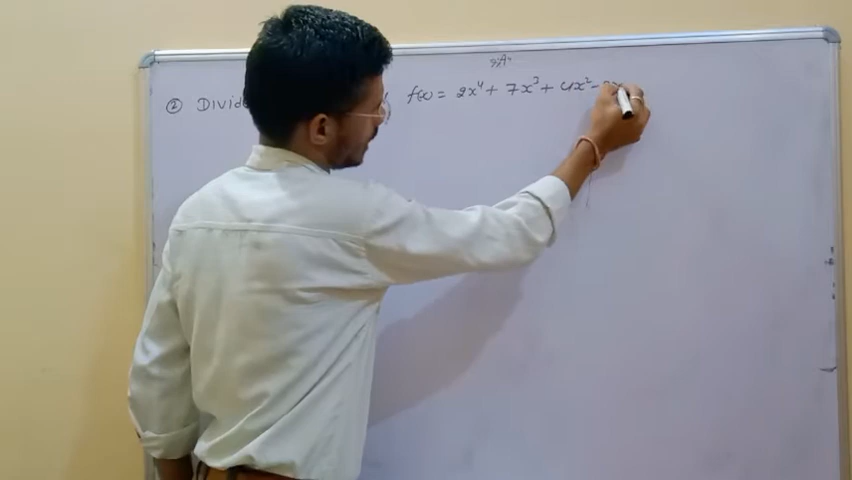 ② Divide f(x) = 2x⁴ + 7x³ + 4x² -